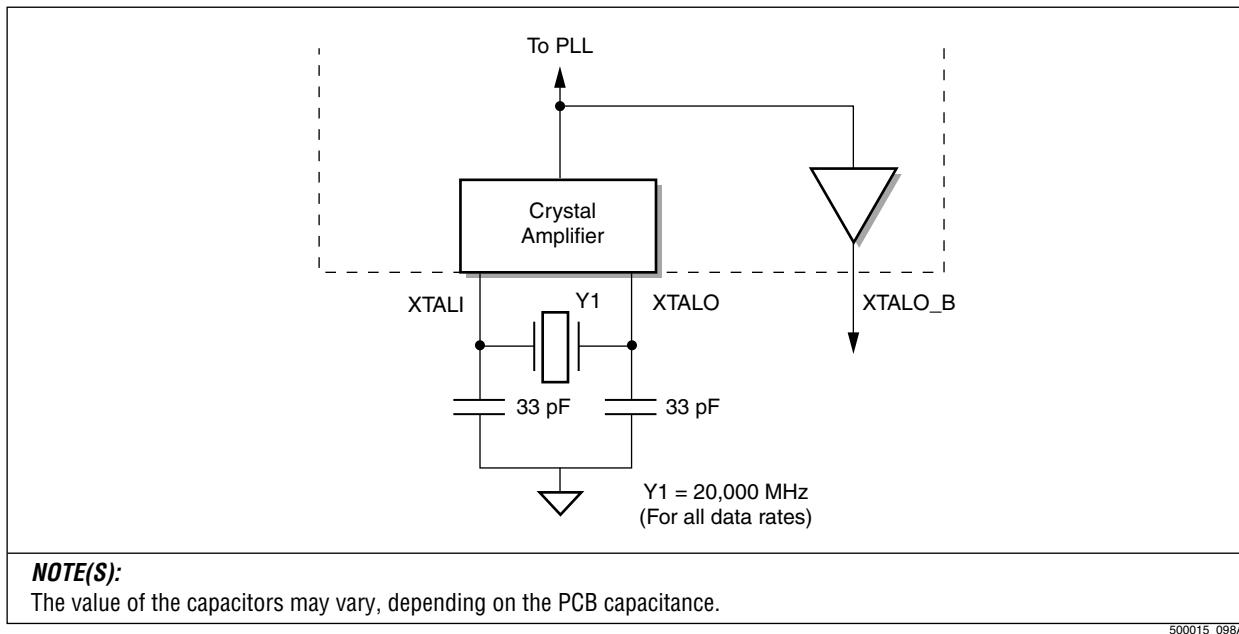 To PLL
Crystal
Amplifier
XTALI
Y1
XTALO
XTALO_B
33 pF
33 pF
Y1 = 20,000 MHz
(For all data rates)
NOTE(S):
The value of the capacitors may vary, depending on the PCB capacitance.
500015_098A